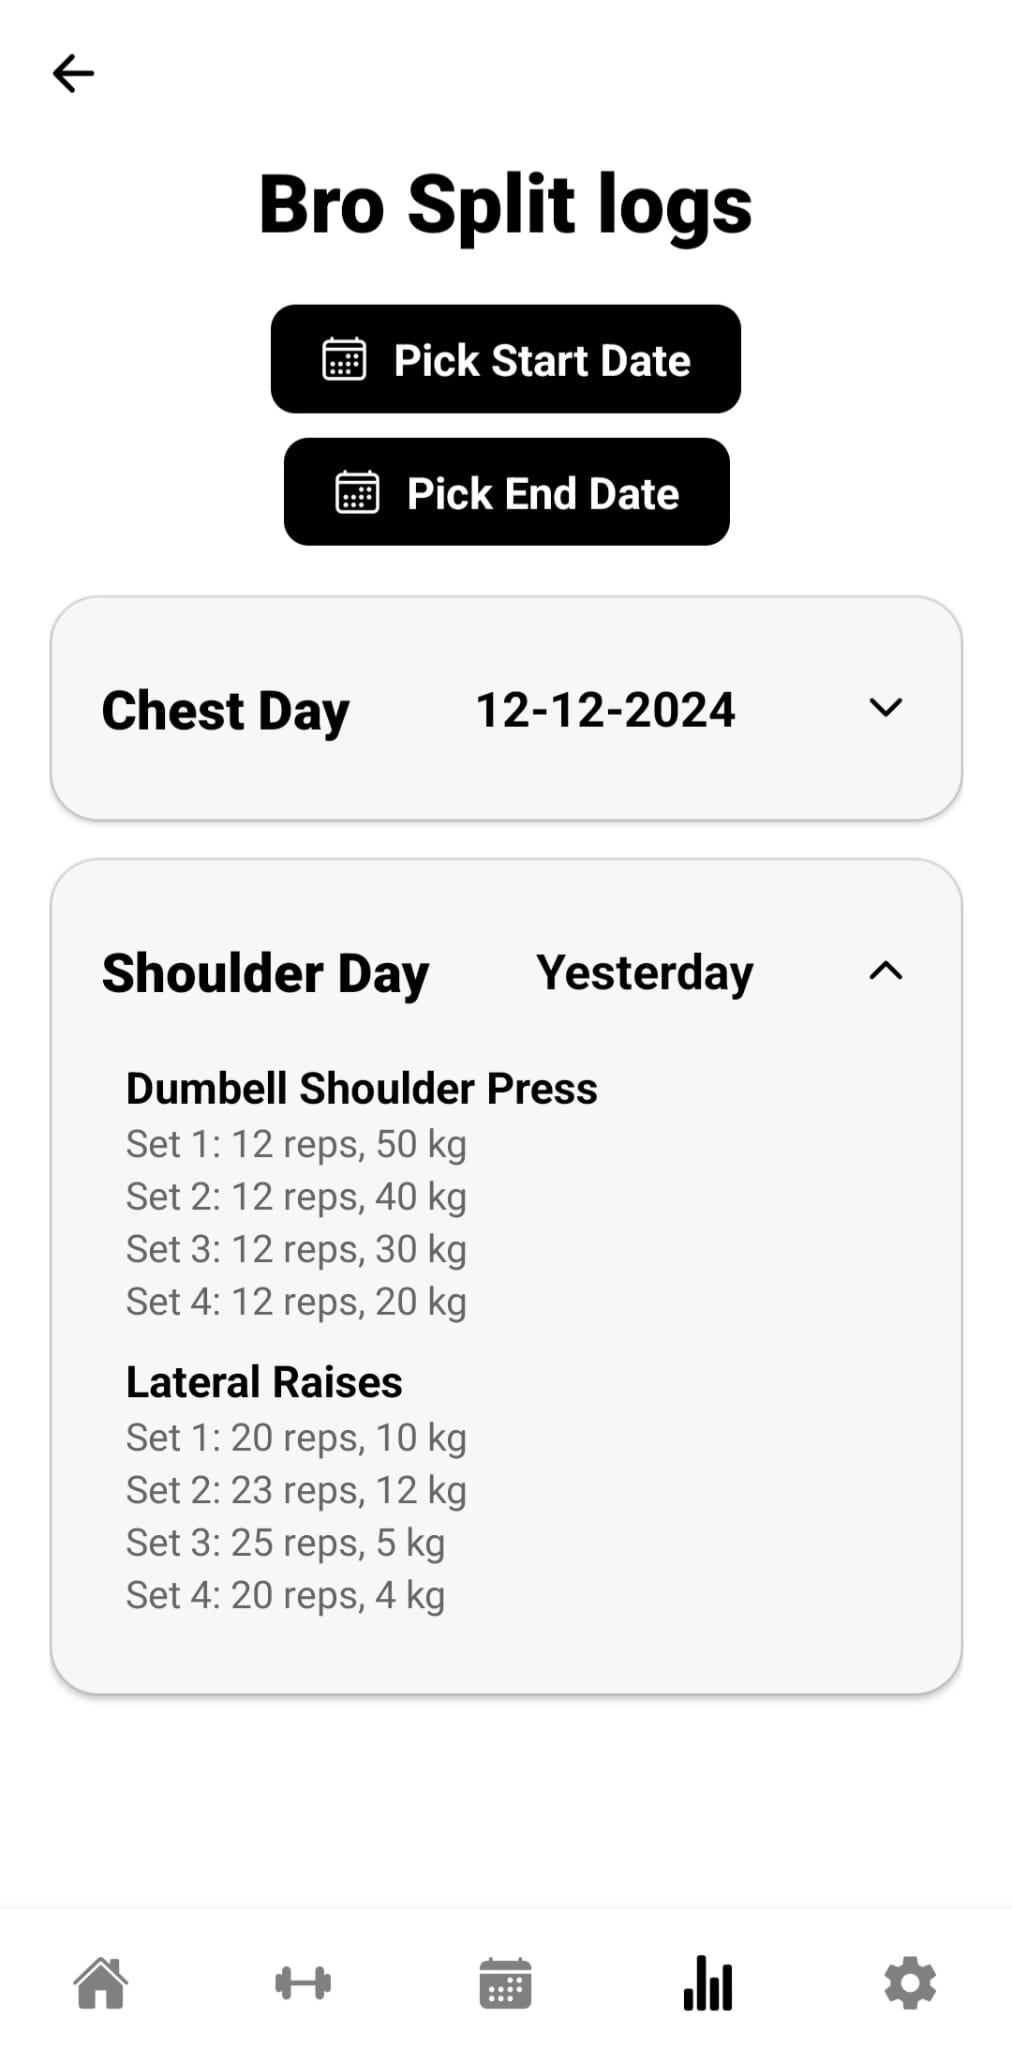 Bro Split logs
Pick Start Date
Pick End Date
Chest Day 12-12-2024
Shoulder Day Yesterday
Dumbell Shoulder Press
Set 1: 12 reps, 50 kg
Set 2: 12 reps, 40 kg
Set 3: 12 reps, 30 kg
Set 4: 12 reps, 20 kg
Lateral Raises
Set 1: 20 reps, 10 kg
Set 2: 23 reps, 12 kg
Set 3: 25 reps, 5 kg
Set 4: 20 reps, 4 kg